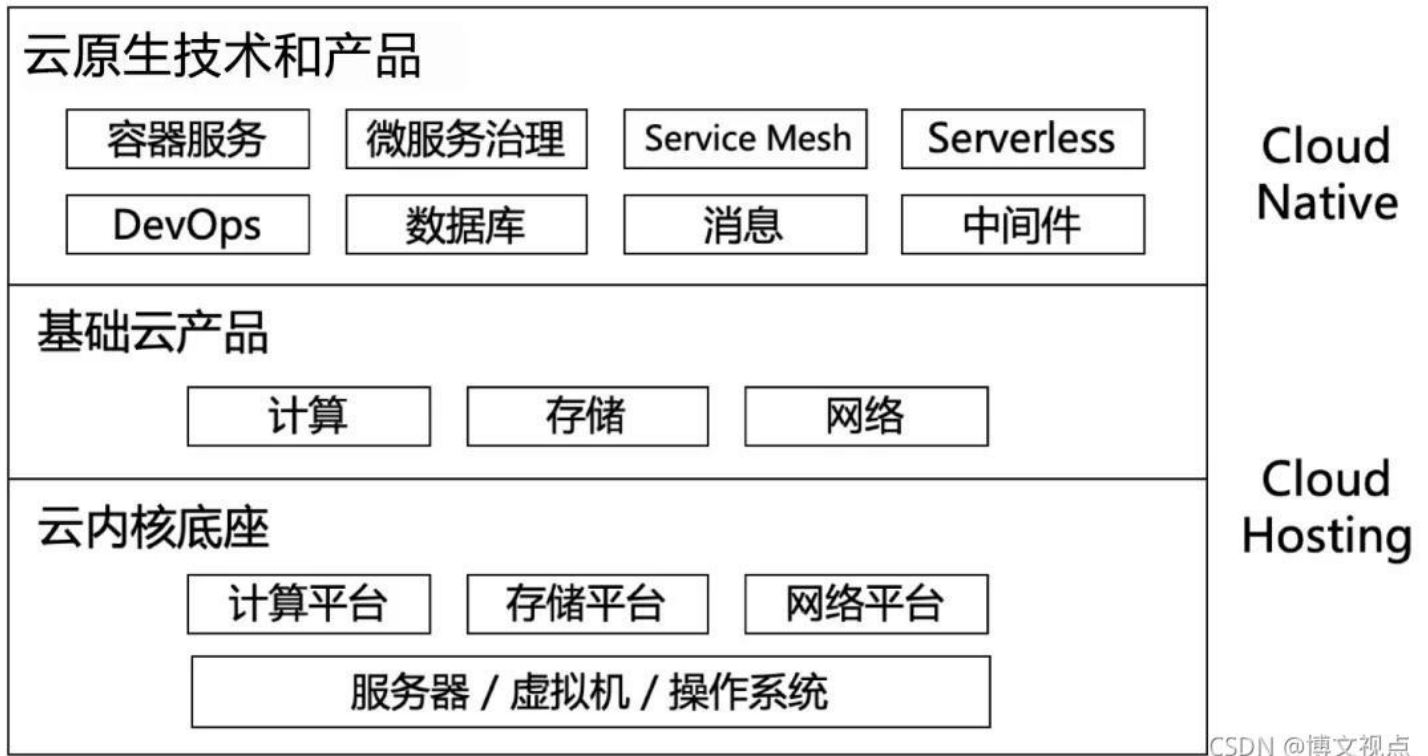 云原生技术和产品
容器服务 微服务治理 Service Mesh Serverless
DevOps 数据库 消息 中间件
Cloud
Native
基础云产品
计算 存储 网络
云内核底座
计算平台 存储平台 网络平台
服务器 / 虚拟机 / 操作系统
Cloud
Hosting
CSDN @博文视点